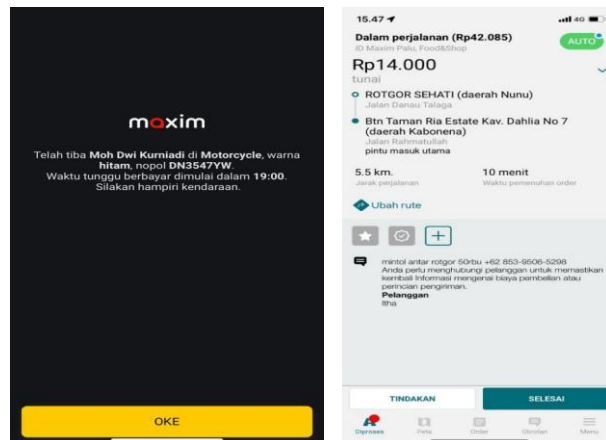 maxim
Telah tiba Moh Dwi Kurniadi di Motorcycle, warna
hitam, nopol DN3547YW.
Waktu tunggu berbayar dimulai dalam 19:00.
Silakan hampiri kendaraan.
OKE
15.47
4G
Dalam perjalanan (Rp42.085)
ID Maxim Palu, Food&Shop
AUTO
Rp14.000
tunai
ROTGOR SEHATI (daerah Nunu)
Jalan Danau Talaga
Btn Taman Ria Estate Kav. Dahlia No 7
(daerah Kabonena)
Jalan Rahmatullah
pintu masuk utama
5.5 km.
Jarak perjalanan
10 menit
Waktu pemenuhan order
Ubah rute
mintol antar rotgor 50rbu +62 853-9506-5298
Anda perlu menghubungi pelanggan untuk memastikan
kembali informasi mengenai biaya pembelian atau
perincian pengiriman.
Pelanggan
Itha
TINDAKAN
SELESAI
Diproses
Peta
Order
Obrolan
Menu